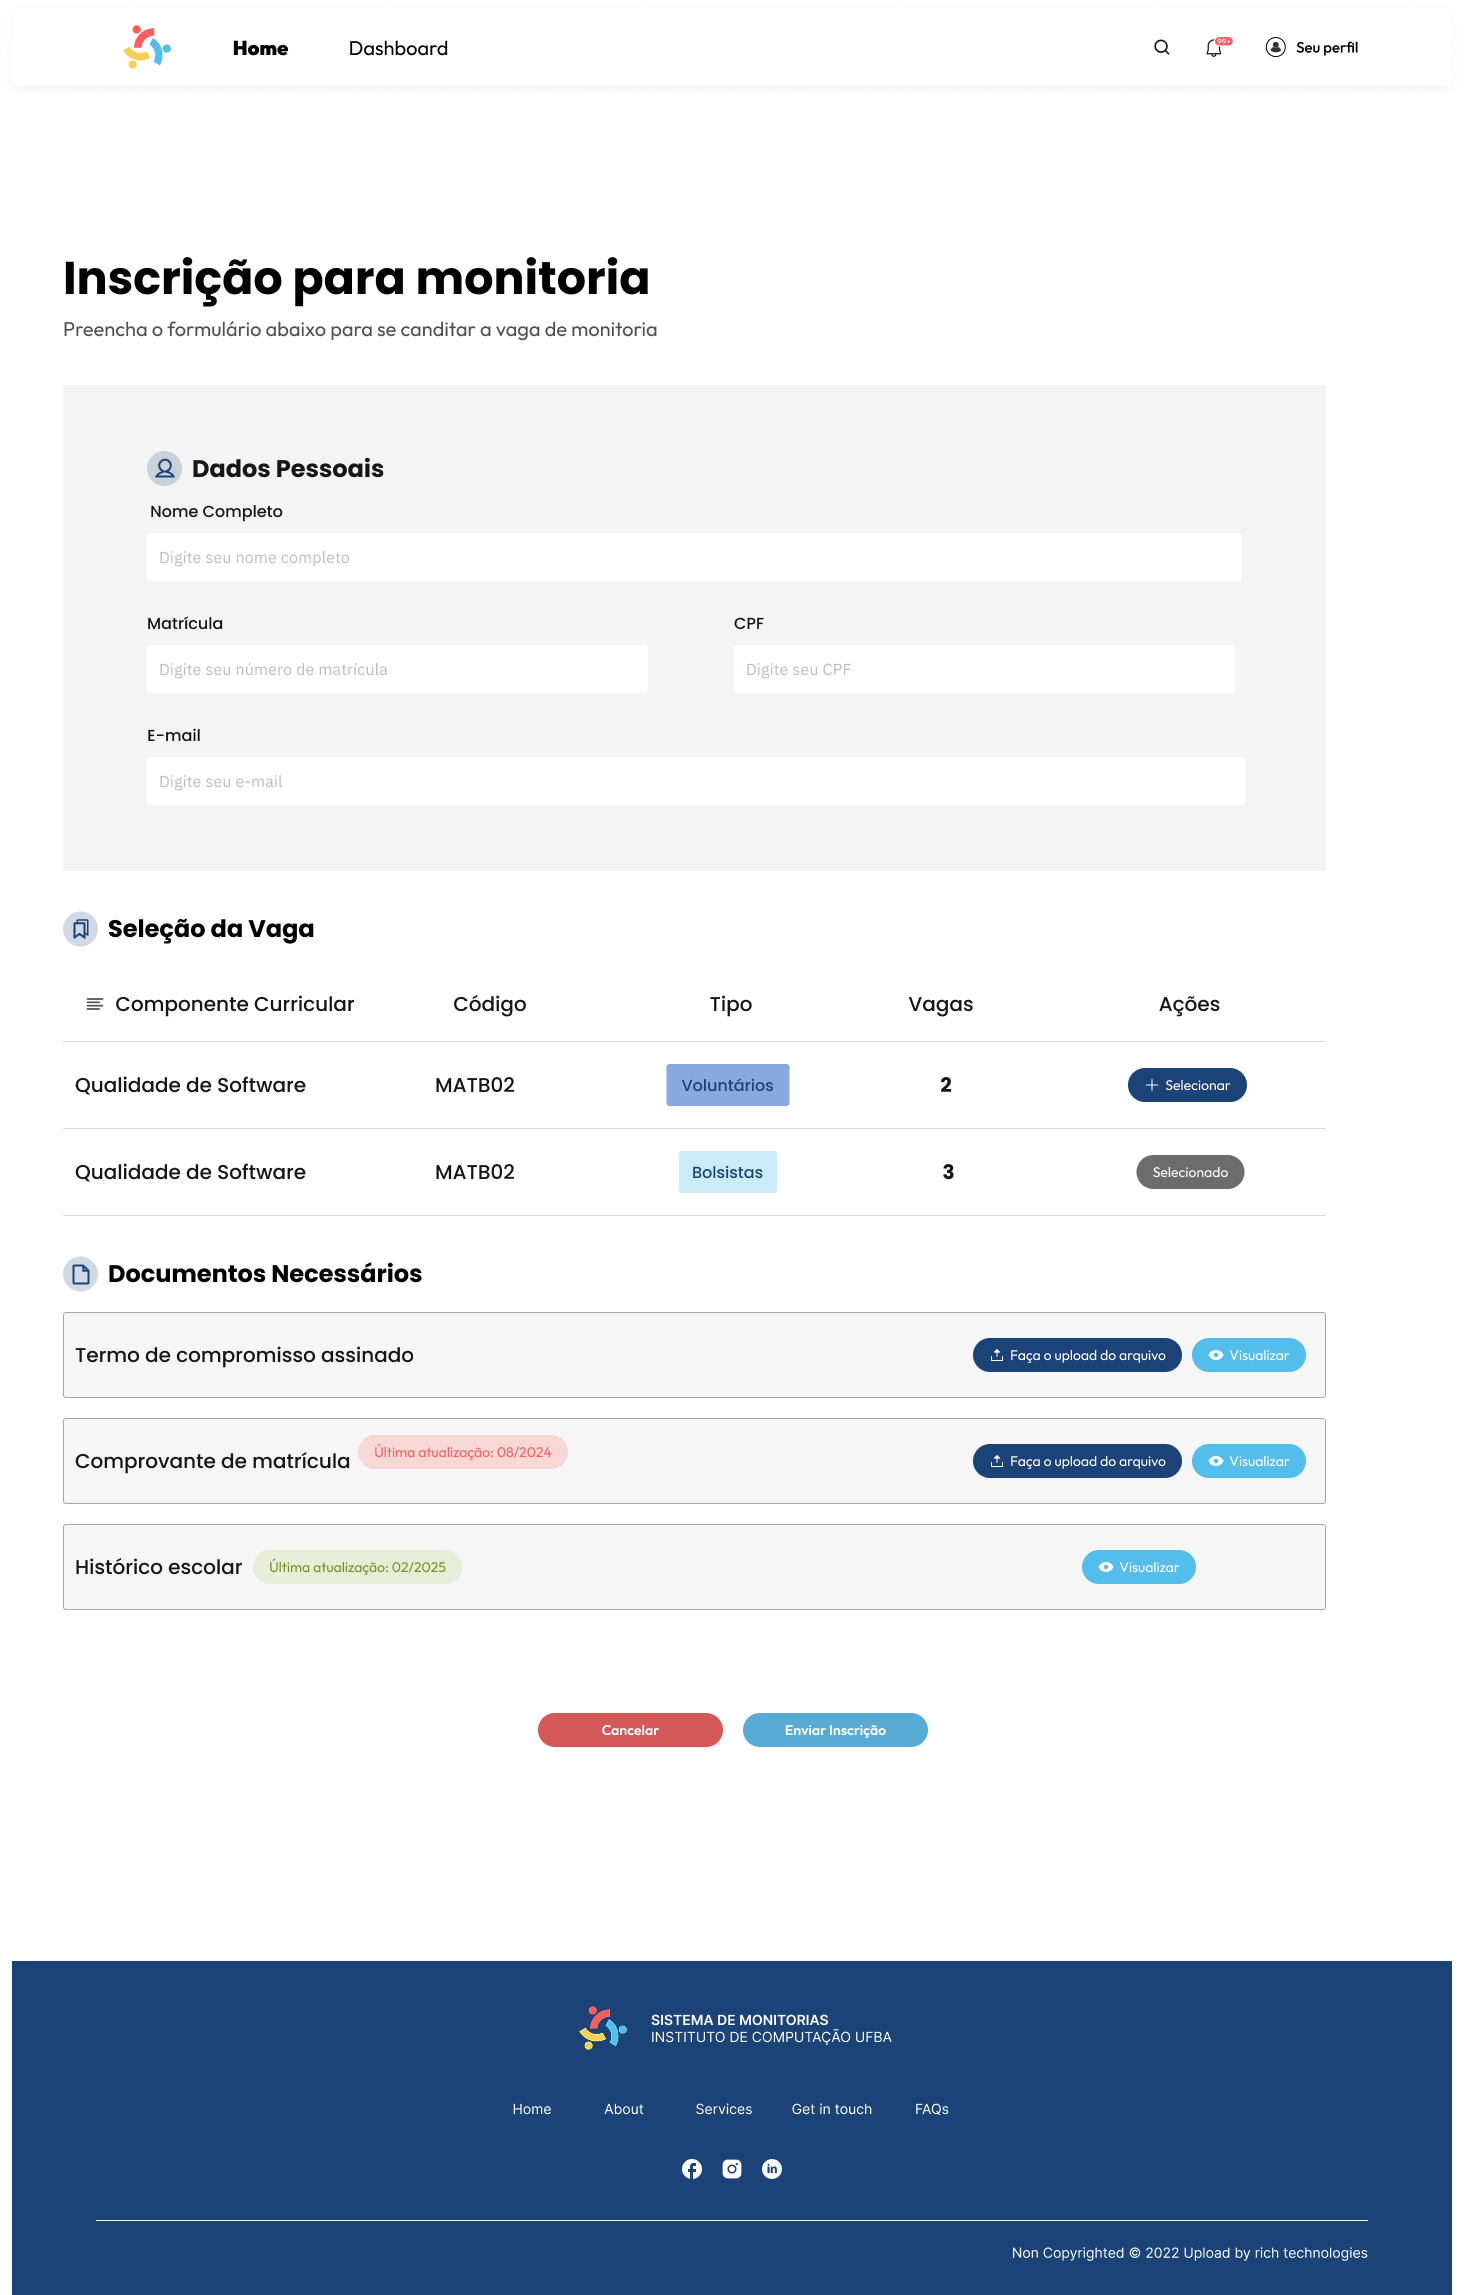 Home Dashboard 99+ Seu perfil
Inscrição para monitoria
Preencha o formulário abaixo para se canditar a vaga de monitoria
Dados Pessoais
Nome Completo
Digite seu nome completo
Matrícula CPF
Digite seu número de matrícula Digite seu CPF
E-mail
Digite seu e-mail
Seleção da Vaga
Componente Curricular Código Tipo Vagas Ações
Qualidade de Software MATB02 Voluntários 2 Selecionar
Qualidade de Software MATB02 Bolsistas 3 Selecionado
Documentos Necessários
Termo de compromisso assinado Faça o upload do arquivo Visualizar
Comprovante de matrícula Última atualização: 08/2024 Faça o upload do arquivo Visualizar
Histórico escolar Última atualização: 02/2025 Visualizar
Cancelar Enviar Inscrição
SISTEMA DE MONITORIAS
INSTITUTO DE COMPUTAÇÃO UFBA
Home About Services Get in touch FAQs
Non Copyrighted © 2022 Upload by rich technologies